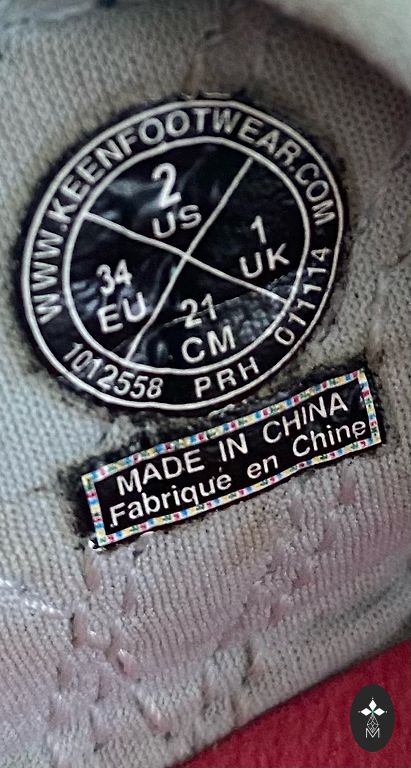 WWW.KEENFOOTWEAR.COM
2
US
1
UK
34
EU
21
CM
1012558 PRH 011114
MADE IN CHINA
Fabriqué en Chine
M